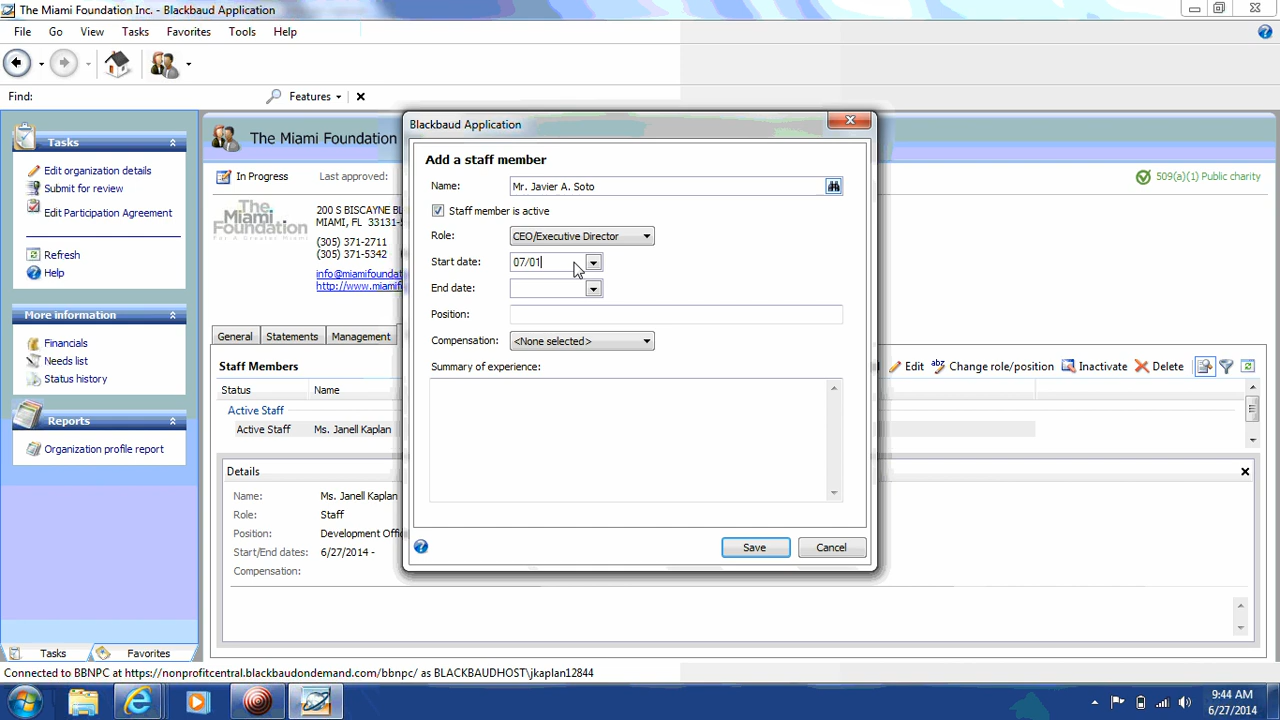 The Miami Foundation Inc. - Blackbaud Application
File Go View Tasks Favorites Tools Help
Find: Features
Tasks
Edit organization details
Submit for review
Edit Participation Agreement
Refresh
Help
More information
Financials
Needs list
Status history
Reports
Organization profile report
Tasks Favorites
The Miami Foundation
In Progress Last approved:
509(a)(1) Public charity
The Miami Foundation
For A Greater Miami
200 S BISCAYNE BL
MIAMI, FL 33131-
(305) 371-2711
(305) 371-5342
info@miamifoundat
http://www.miamif
General Statements Management
Staff Members
Edit Change role/position Inactivate Delete
Status Name
Active Staff
Active Staff Ms. Janell Kaplan
Details
Name: Ms. Janell Kaplan
Role: Staff
Position: Development Offic
Start/End dates: 6/27/2014 -
Compensation:
Blackbaud Application
Add a staff member
Name: Mr. Javier A. Soto
Staff member is active
Role: CEO/Executive Director
Start date: 07/01
End date:
Position:
Compensation: <None selected>
Summary of experience:
Save Cancel
Connected to BBNPC at https://nonprofitcentral.blackbaudondemand.com/bbnpc/ as BLACKBAUDHOST\jkaplan12844
9:44 AM
6/27/2014